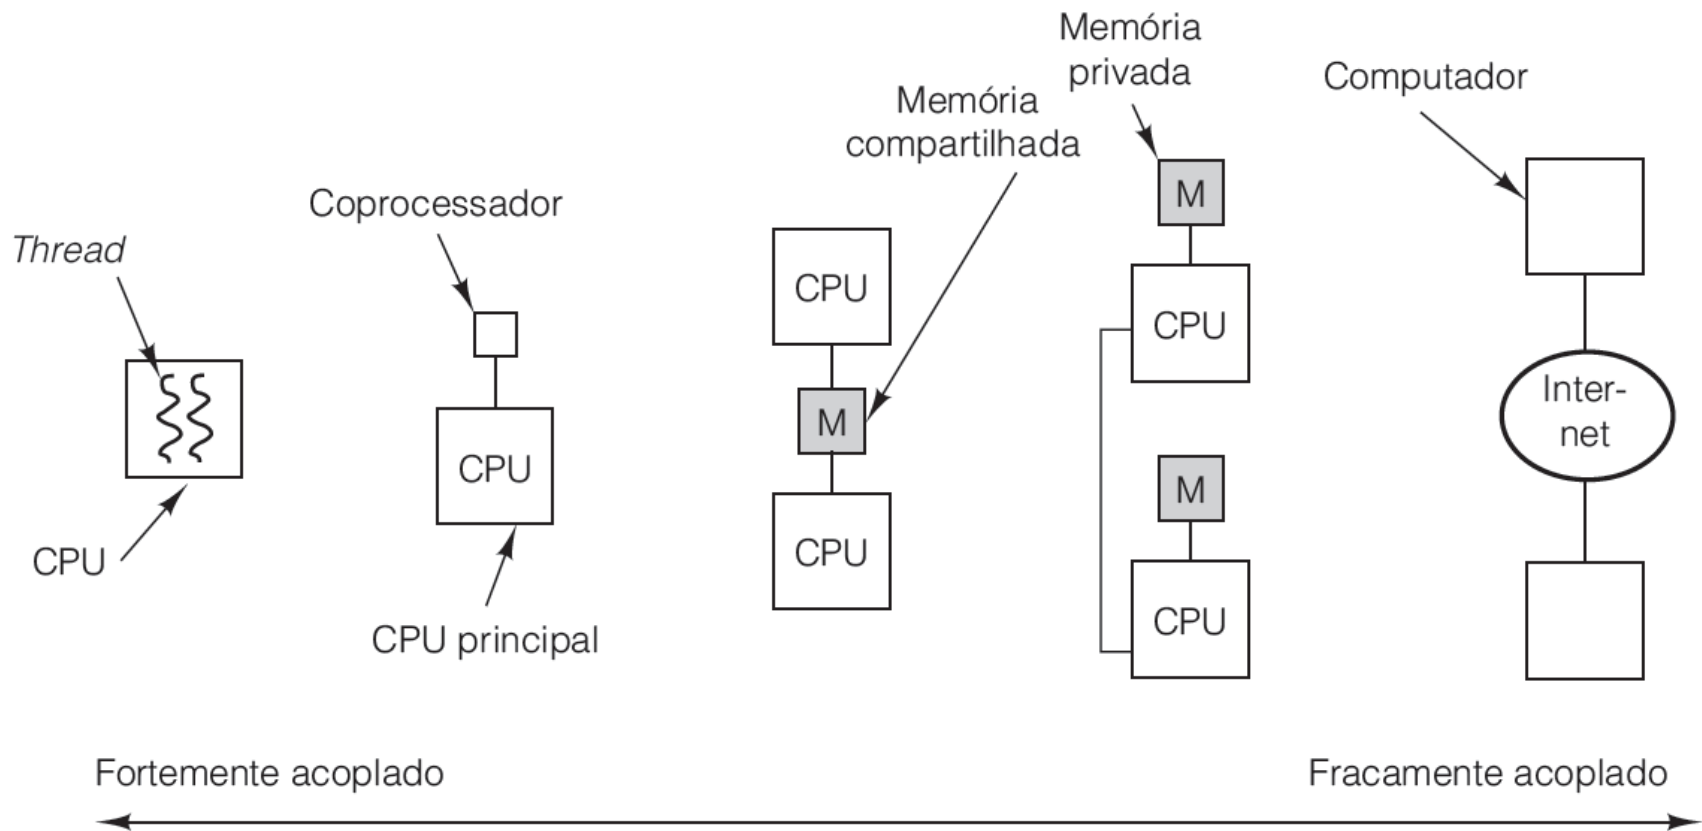 Thread
CPU
Coprocessador
CPU
CPU principal
Memória
compartilhada
CPU
M
CPU
Memória
privada
M
CPU
M
CPU
Computador
Inter-
net
Fortemente acoplado
Fracamente acoplado